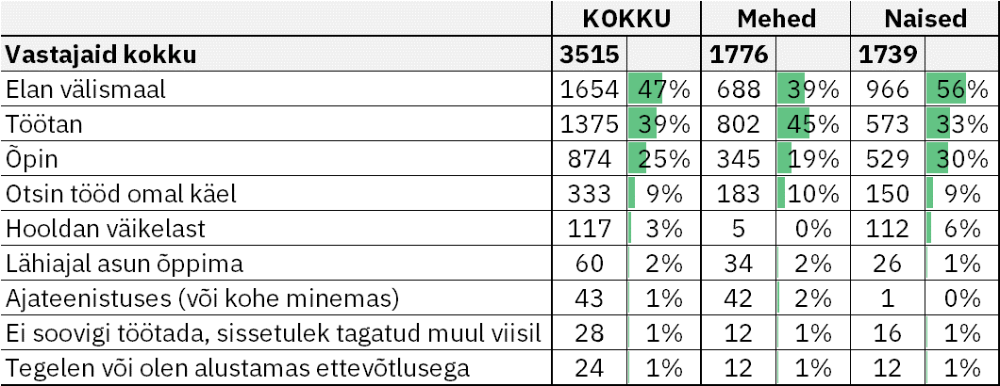 KOKKU Mehed Naised
Vastajaid kokku 3515 1776 1739
Elan välismaal 1654 47% 688 39% 966 56%
Töötan 1375 39% 802 45% 573 33%
Õpin 874 25% 345 19% 529 30%
Otsin tööd omal käel 333 9% 183 10% 150 9%
Hooldan väikelast 117 3% 5 0% 112 6%
Lähiajal asun õppima 60 2% 34 2% 26 1%
Ajateenistuses (või kohe minemas) 43 1% 42 2% 1 0%
Ei soovigi töötada, sissetulek tagatud muul viisil 28 1% 12 1% 16 1%
Tegelen või olen alustamas ettevõtlusega 24 1% 12 1% 12 1%